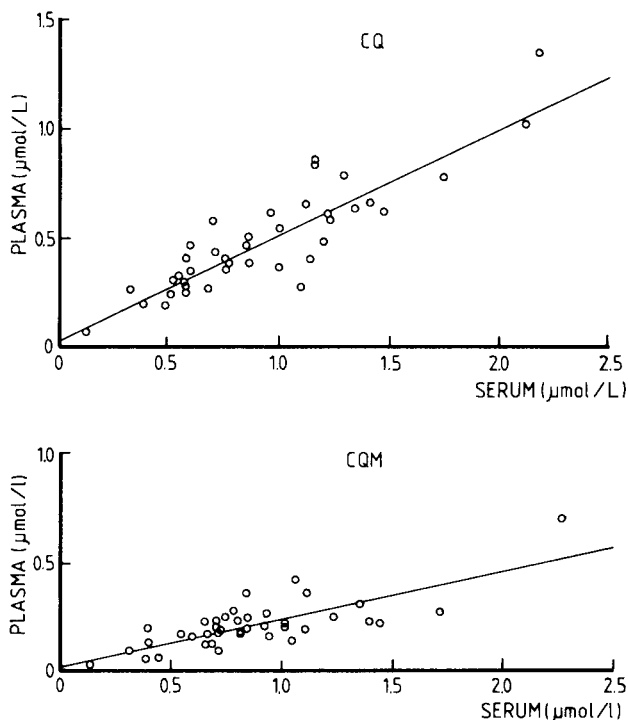 CQ
PLASMA (µmol/L)
1.5
1.0
0.5
0
0 0.5 1.0 1.5 2.0 2.5
SERUM (µmol/L)
CQM
PLASMA (µmol/l)
1.0
0.5
0
0 0.5 1.0 1.5 2.0 2.5
SERUM (µmol/l)